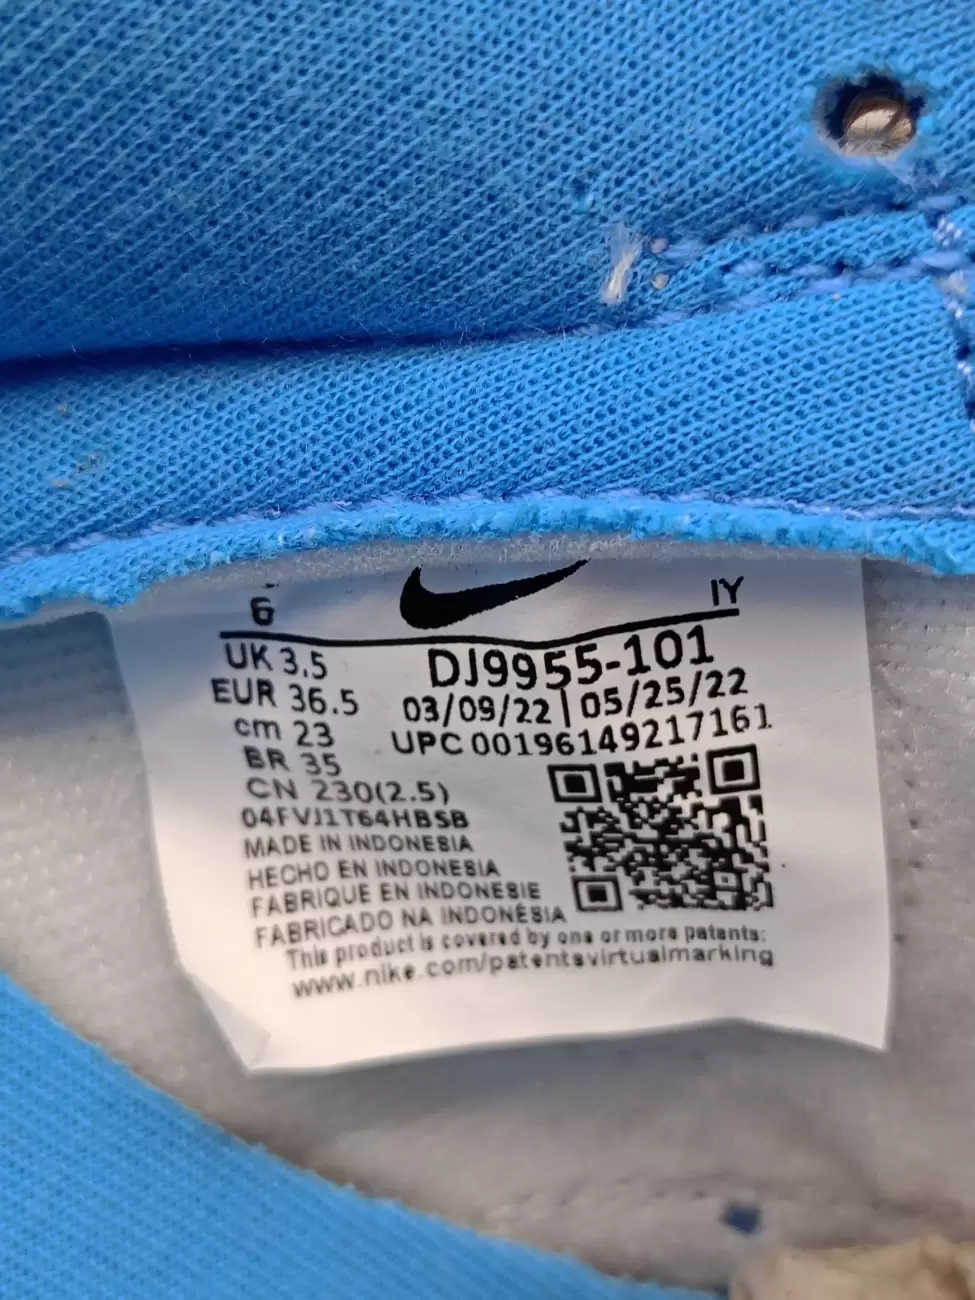 6
IY
UK 3.5
DJ9955-101
EUR 36.5
03/09/22 | 05/25/22
cm 23
UPC 00196149217161
BR 35
CN 230(2.5)
04FVJ1T64HBSB
MADE IN INDONESIA
HECHO EN INDONESIA
FABRIQUE EN INDONESIE
FABRICADO NA INDONÉSIA
This product is covered by one or more patents:
www.nike.com/patentsvirtualmarking